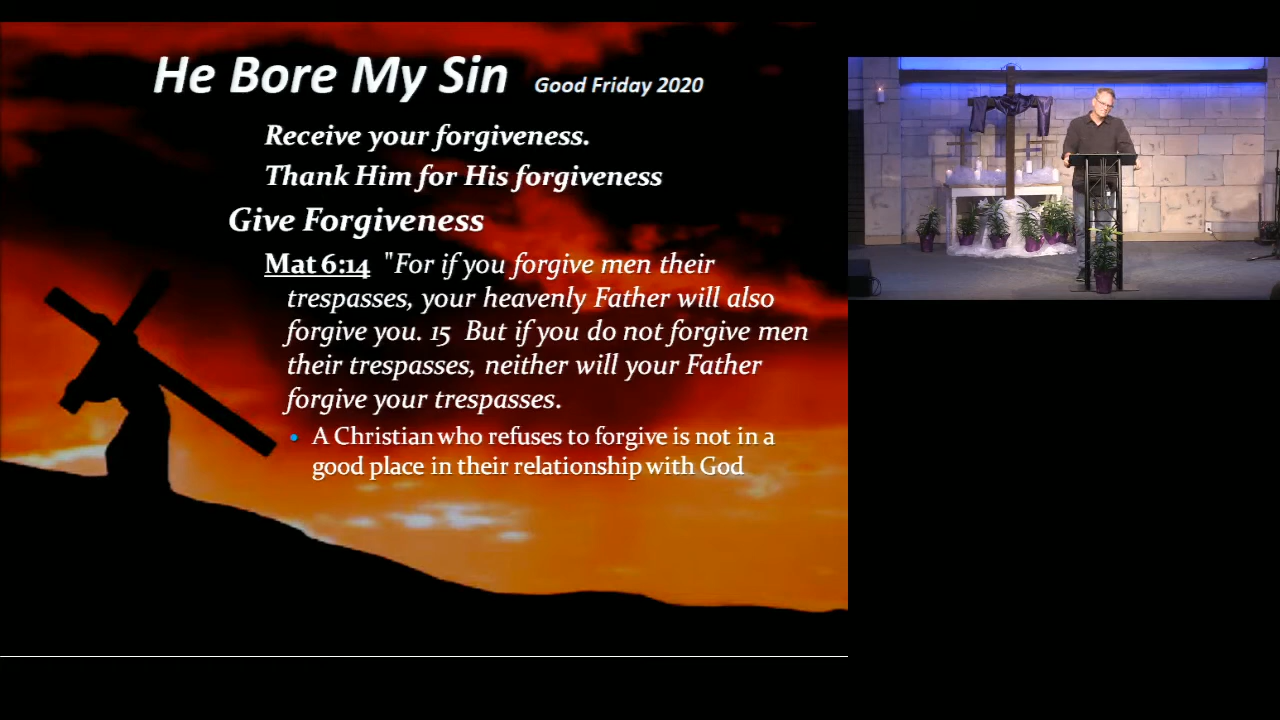 He Bore My Sin Good Friday 2020
Receive your forgiveness.
Thank Him for His forgiveness
Give Forgiveness
Mat 6:14 "For if you forgive men their
trespasses, your heavenly Father will also
forgive you. 15 But if you do not forgive men
their trespasses, neither will your Father
forgive your trespasses.
• A Christian who refuses to forgive is not in a
good place in their relationship with God